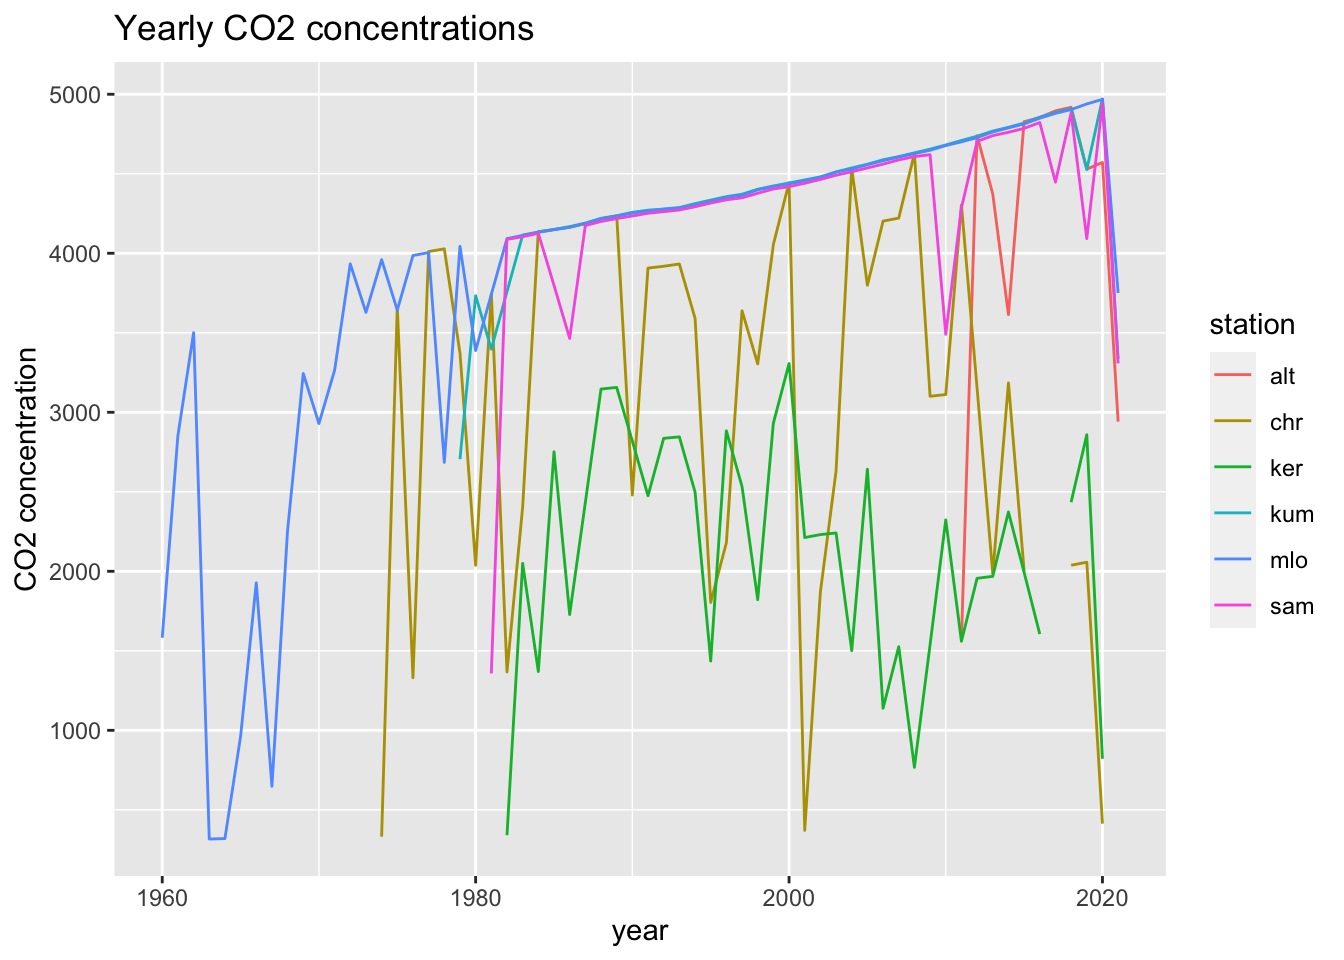 Yearly CO2 concentrations
CO2 concentration
5000
4000
3000
2000
1000
1960
1980
2000
2020
year
station
alt
chr
ker
kum
mlo
sam